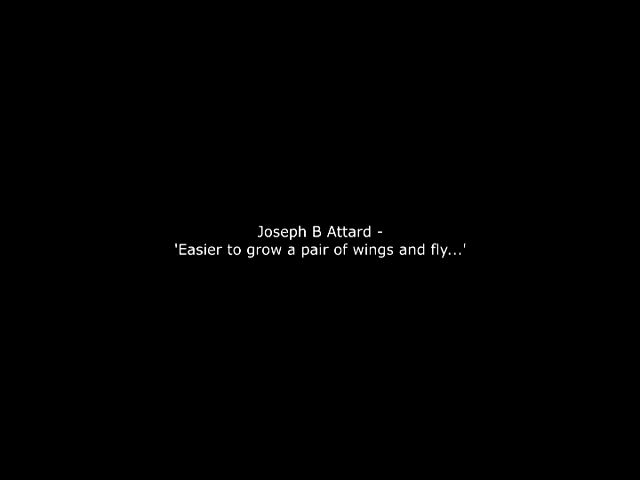 Joseph B Attard -
'Easier to grow a pair of wings and fly...'